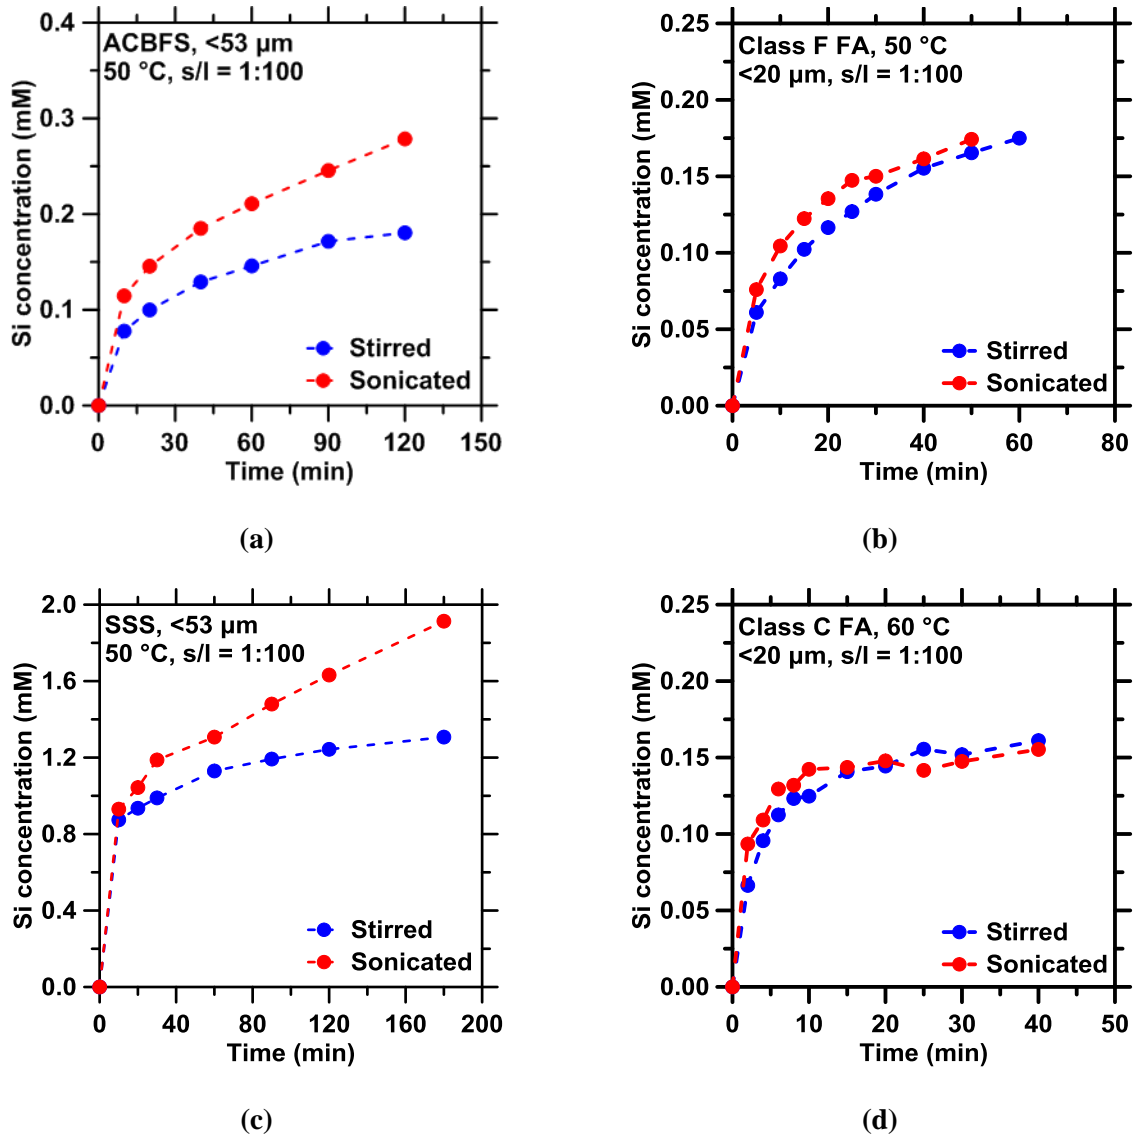 ACBFS, <53 µm
50 °C, s/l = 1:100
Si concentration (mM)
0.4
0.3
0.2
0.1
0.0
Stirred
Sonicated
0 30 60 90 120 150
Time (min)
(a)
Class F FA, 50 °C
<20 µm, s/l = 1:100
Si concentration (mM)
0.25
0.20
0.15
0.10
0.05
0.00
Stirred
Sonicated
0 20 40 60 80
Time (min)
(b)
SSS, <53 µm
50 °C, s/l = 1:100
Si concentration (mM)
2.0
1.6
1.2
0.8
0.4
0.0
Stirred
Sonicated
0 40 80 120 160 200
Time (min)
(c)
Class C FA, 60 °C
<20 µm, s/l = 1:100
Si concentration (mM)
0.25
0.20
0.15
0.10
0.05
0.00
Stirred
Sonicated
0 10 20 30 40 50
Time (min)
(d)